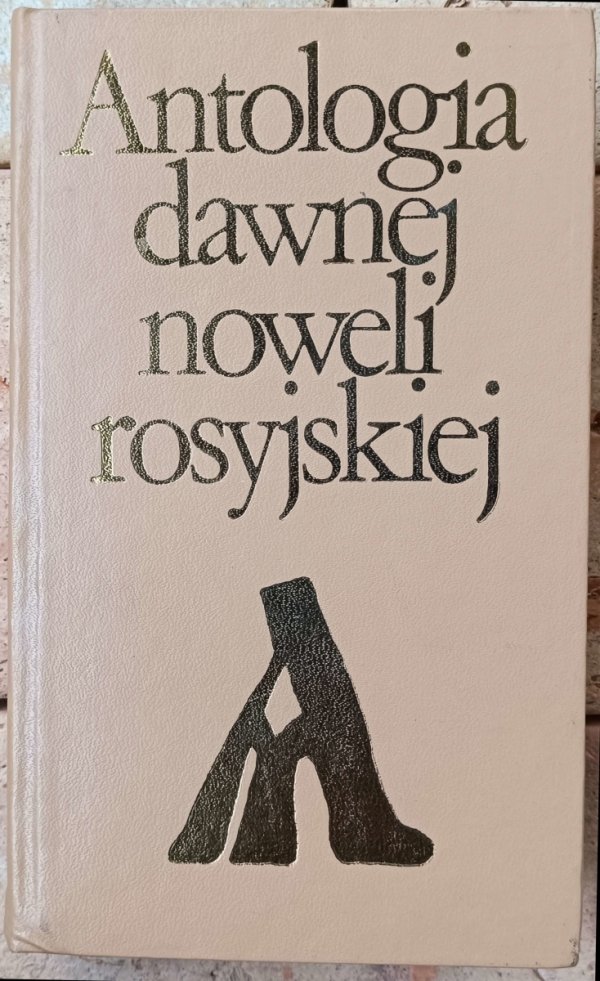 Antologia
dawnej
noweli
rosyjskiej
A